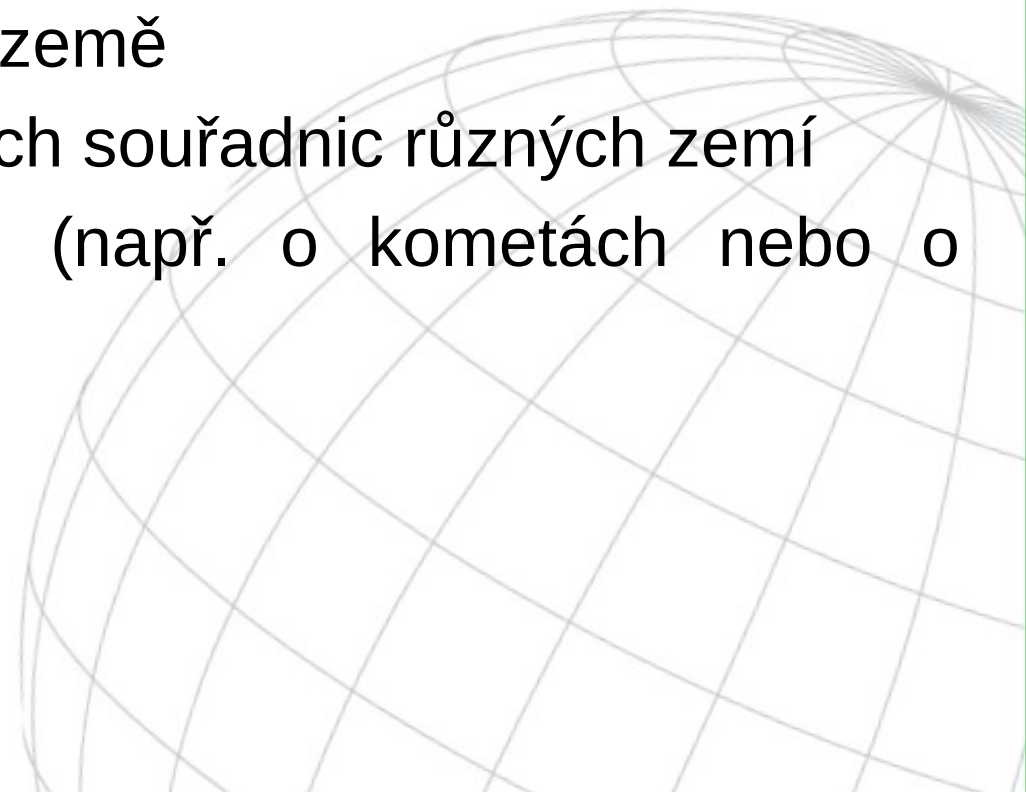 země
ch souřadnic různých zemí
(např. o kometách nebo o